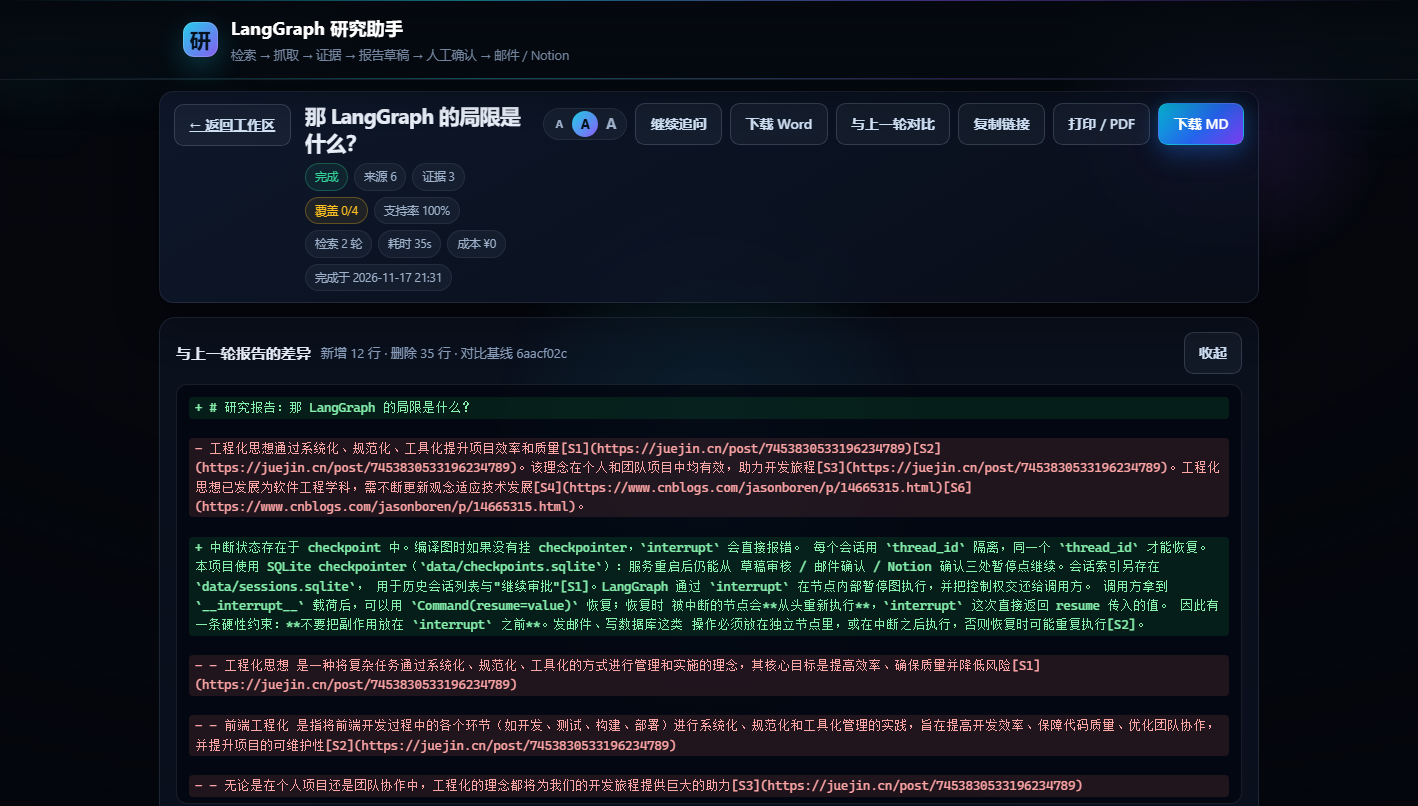 研
LangGraph 研究助手
检索 → 抓取 → 证据 → 报告草稿 → 人工确认 → 邮件 / Notion
← 返回工作区
那 LangGraph 的局限是
什么?
A A A
继续追问
下载 Word
与上一轮对比
复制链接
打印 / PDF
下载 MD
完成 来源 6 证据 3
覆盖 0/4 支持率 100%
检索 2 轮 耗时 35s 成本 ¥0
完成于 2026-11-17 21:31
与上一轮报告的差异 新增 12 行 · 删除 35 行 · 对比基线 6aacf02c
收起
+ # 研究报告: 那 LangGraph 的局限是什么?
− 工程化思想通过系统化、规范化、工具化提升项目效率和质量[S1](https://juejin.cn/post/7453830533196234789)[S2]
(https://juejin.cn/post/7453830533196234789)。该理念在个人和团队项目中均有效，助力开发旅程[S3](https://juejin.cn/post/7453830533196234789)。工程化
思想已发展为软件工程学科，需不断更新观念适应技术发展[S4](https://www.cnblogs.com/jasonboren/p/14665315.html)[S6]
(https://www.cnblogs.com/jasonboren/p/14665315.html)。
+ 中断状态存在于 checkpoint 中。编译图时如果没有挂 checkpointer，`interrupt` 会直接报错。 每个会话用 `thread_id` 隔离，同一个 `thread_id` 才能恢复。
本项目使用 SQLite checkpointer（`data/checkpoints.sqlite`）：服务重启后仍能从 草稿审核 / 邮件确认 / Notion 确认三处暂停点继续。会话索引另存在
`data/sessions.sqlite`， 用于历史会话列表与"继续审批"[S1]。LangGraph 通过 `interrupt` 在节点内部暂停图执行，并把控制权交还给调用方。 调用方拿到
`__interrupt__` 载荷后，可以用 `Command(resume=value)` 恢复；恢复时 被中断的节点会**从头重新执行**，`interrupt` 这次直接返回 resume 传入的值。 因此有
一条硬性约束：**不要把副作用放在 `interrupt` 之前**。发邮件、写数据库这类 操作必须放在独立节点里，或在中断之后执行，否则恢复时可能重复执行[S2]。
− − 工程化思想 是一种将复杂任务通过系统化、规范化、工具化的方式进行管理和实施的理念，其核心目标是提高效率、确保质量并降低风险[S1]
(https://juejin.cn/post/7453830533196234789)
− − 前端工程化 是指将前端开发过程中的各个环节（如开发、测试、构建、部署）进行系统化、规范化和工具化管理的实践，旨在提高开发效率、保障代码质量、优化团队协作，
并提升项目的可维护性[S2](https://juejin.cn/post/7453830533196234789)
− − 无论是在个人项目还是团队协作中，工程化的理念都将为我们的开发旅程提供巨大的助力[S3](https://juejin.cn/post/7453830533196234789)